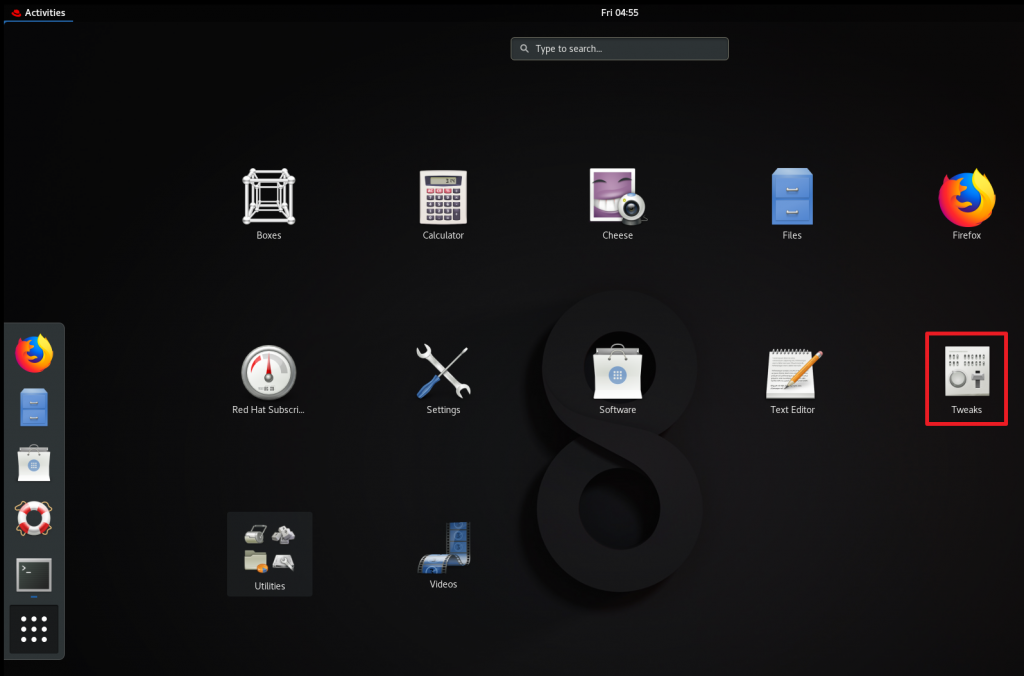 Activities
Fri 04:55
Type to search...
Boxes
Calculator
Cheese
Files
Firefox
Red Hat Subscri...
Settings
Software
Text Editor
Tweaks
Utilities
Videos
8
>_